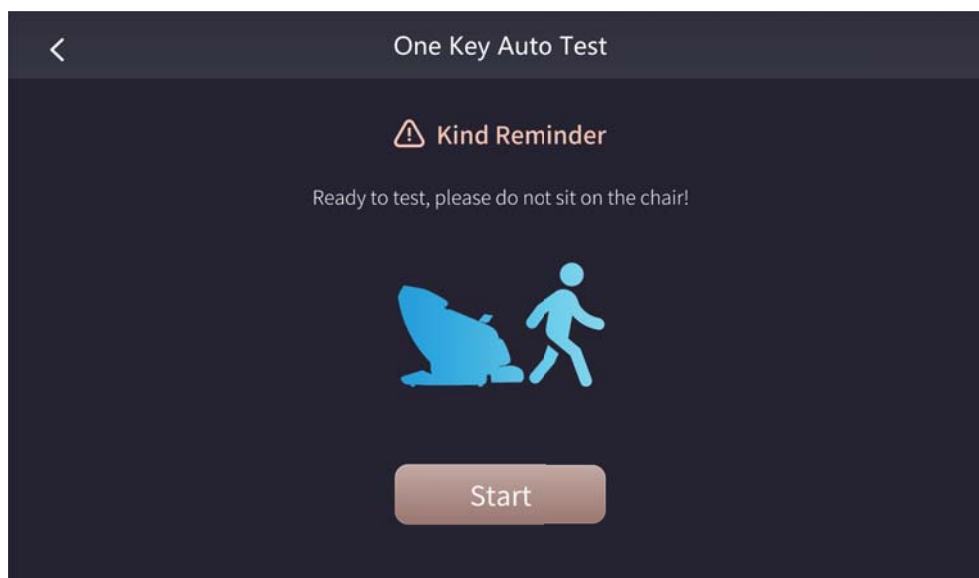 One Key Auto Test
Kind Reminder
Ready to test, please do not sit on the chair!
Start